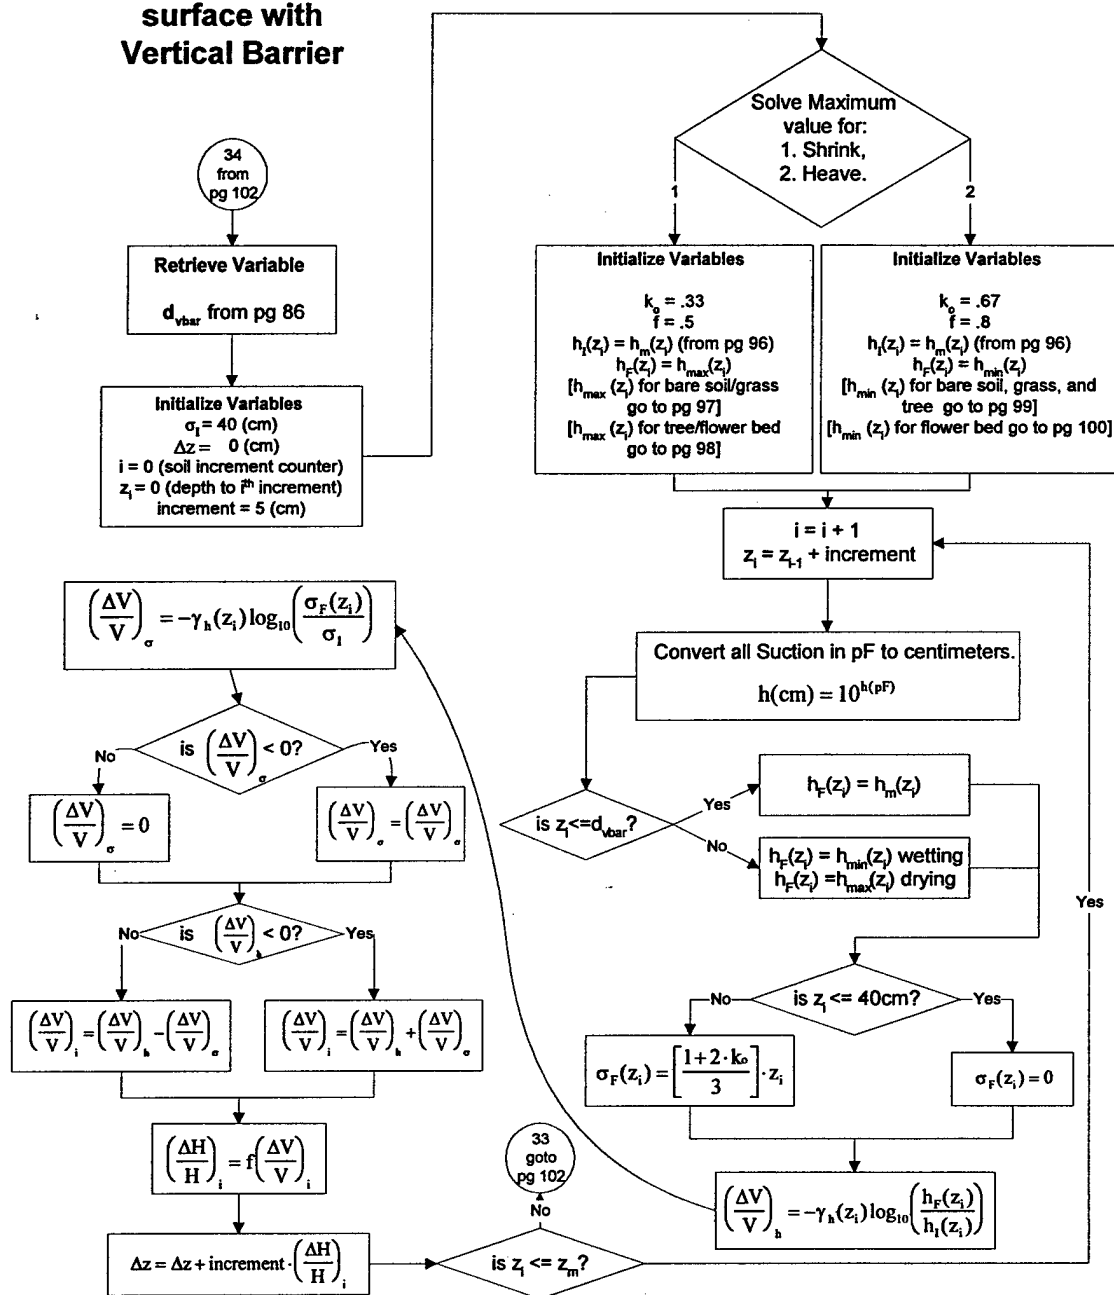 surface with
Vertical Barrier
34
from
pg 102
Retrieve Variable
d_vbar from pg 86
Initialize Variables
σ_I = 40 (cm)
Δz = 0 (cm)
i = 0 (soil increment counter)
z_i = 0 (depth to i^th increment)
increment = 5 (cm)
Solve Maximum
value for:
1. Shrink,
2. Heave.
1
2
Initialize Variables
k_o = .33
f = .5
h_I(z_i) = h_m(z_i) (from pg 96)
h_F(z_i) = h_max(z_i)
[h_max (z_i) for bare soil/grass
go to pg 97]
[h_max (z_i) for tree/flower bed
go to pg 98]
Initialize Variables
k_o = .67
f = .8
h_I(z_i) = h_m(z_i) (from pg 96)
h_F(z_i) = h_min(z_i)
[h_min (z_i) for bare soil, grass, and
tree go to pg 99]
[h_min (z_i) for flower bed go to pg 100]
i = i + 1
z_i = z_i-1 + increment
Convert all Suction in pF to centimeters.
h(cm) = 10^h(pF)
is z_i<=d_vbar?
Yes
h_F(z_i) = h_m(z_i)
No
h_F(z_i) = h_min(z_i) wetting
h_F(z_i) =h_max(z_i) drying
is z_i <= 40cm?
No
Yes
σ_F(z_i) = [(1+2·k_o)/3]·z_i
σ_F(z_i) = 0
(ΔV/V)_h = -γ_h(z_i) log_10(h_F(z_i)/h_I(z_i))
(ΔV/V)_σ = -γ_h(z_i) log_10(σ_F(z_i)/σ_I)
is (ΔV/V)_σ < 0?
No
Yes
(ΔV/V)_σ = 0
(ΔV/V)_σ = (ΔV/V)_σ
is (ΔV/V)_h < 0?
No
Yes
(ΔV/V)_i = (ΔV/V)_h - (ΔV/V)_σ
(ΔV/V)_i = (ΔV/V)_h + (ΔV/V)_σ
(ΔH/H)_i = f(ΔV/V)_i
Δz = Δz + increment·(ΔH/H)_i
is z_i <= z_m?
No
33
goto
pg 102
Yes